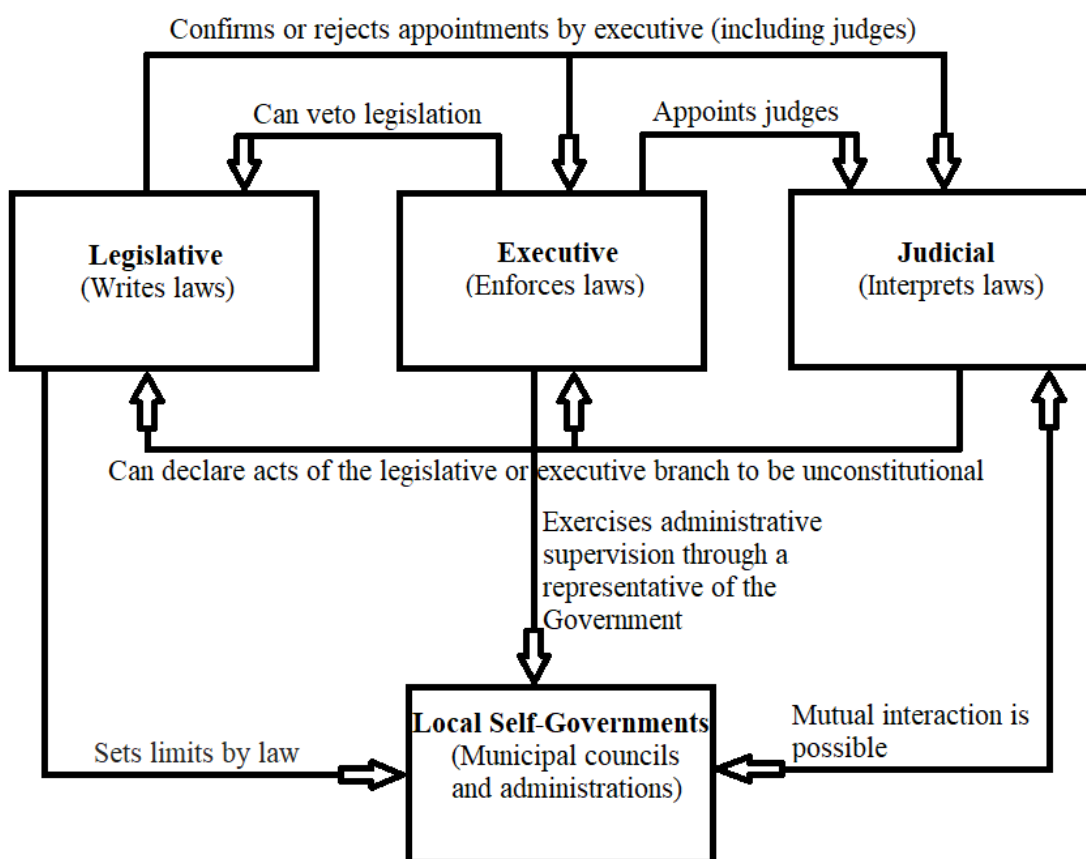 Confirms or rejects appointments by executive (including judges)
Can veto legislation
Appoints judges
Legislative
(Writes laws)
Executive
(Enforces laws)
Judicial
(Interprets laws)
Can declare acts of the legislative or executive branch to be unconstitutional
Exercises administrative
supervision through a
representative of the
Government
Sets limits by law
Local Self-Governments
(Municipal councils
and administrations)
Mutual interaction is
possible